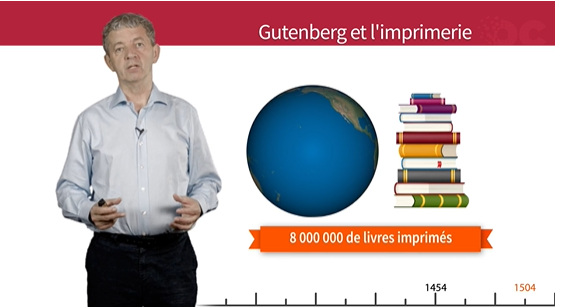 Gutenberg et l'imprimerie
8 000 000 de livres imprimés
1454 1504